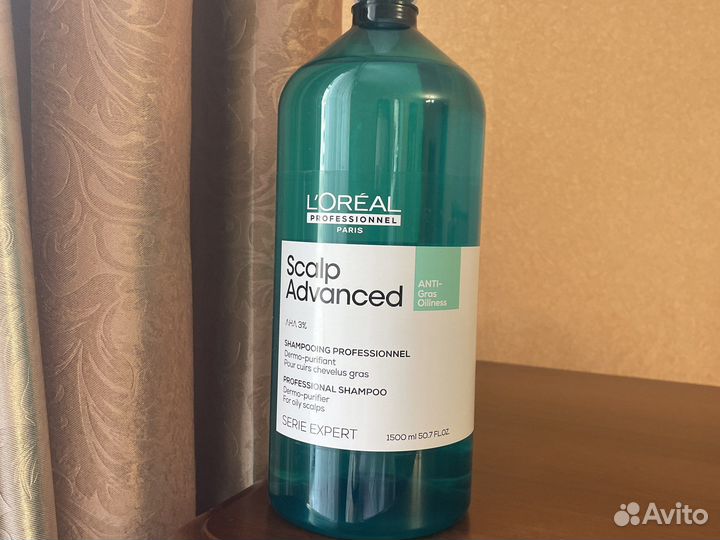 L'ORÉAL
PROFESSIONNEL
PARIS
Scalp
Advanced
ANTI-
Gras
Oiliness
AHA 3%
SHAMPOOING PROFESSIONNEL
Dermo-purifiant
Pour cuirs chevelus gras
PROFESSIONAL SHAMPOO
Dermo-purifier
For oily scalps
SERIE EXPERT
1500 ml 50.7 FL.OZ.
Avito